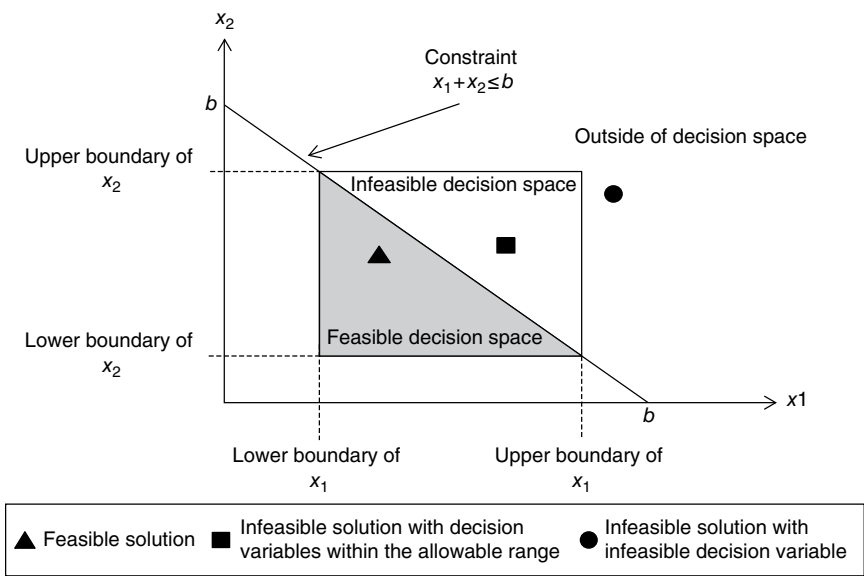 x₂
Constraint
x₁+x₂≤b
b
Outside of decision space
Upper boundary of
x₂
Infeasible decision space
Feasible decision space
Lower boundary of
x₂
x1
b
Lower boundary of
x₁
Upper boundary of
x₁
Feasible solution
Infeasible solution with decision
variables within the allowable range
Infeasible solution with
infeasible decision variable